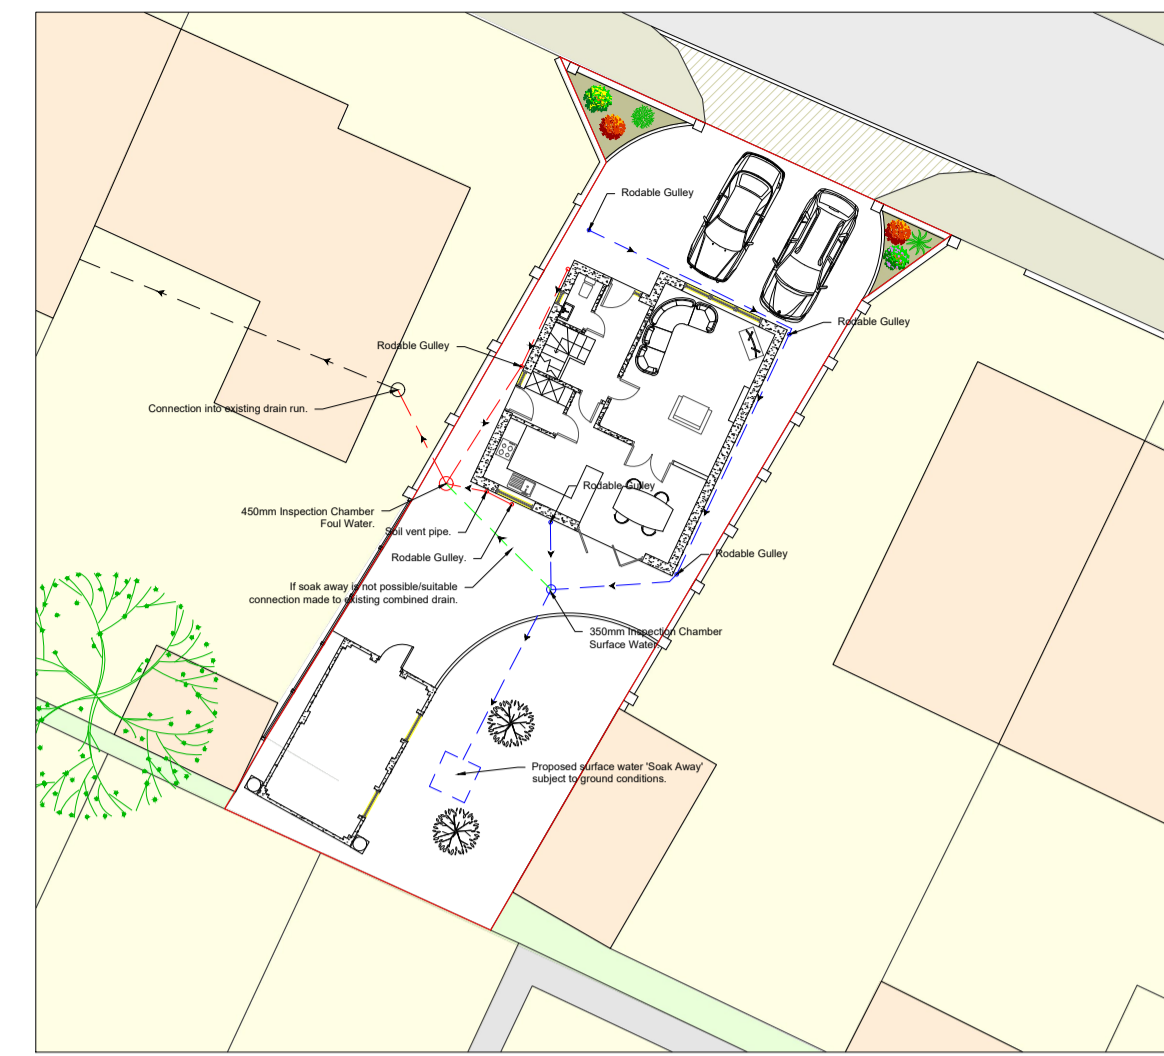 Rodable Gulley
Rodable Gulley
Rodable Gulley
Connection into existing drain run.
Rodable Gulley
450mm Inspection Chamber
Foul Water.
Soil vent pipe.
Rodable Gulley.
Rodable Gulley
If soak away is not possible/suitable
connection made to existing combined drain.
350mm Inspection Chamber
Surface Water
Proposed surface water 'Soak Away'
subject to ground conditions.